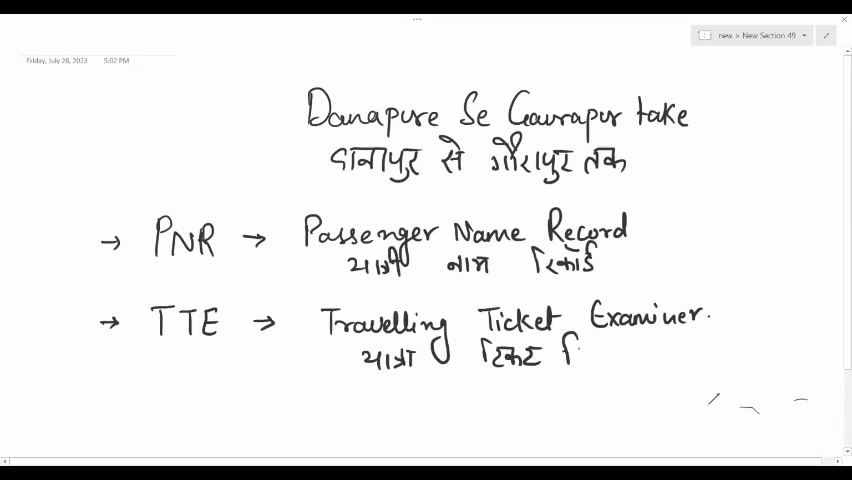 new > New Section 49
Friday, July 28, 2023 5:02 PM
Danapure Se Gaurapur take
दानापुर से गौरापुर तक
→ PNR → Passenger Name Record
यात्री नाम रिकॉर्ड
→ TTE → Travelling Ticket Examiner.
यात्रा टिकट